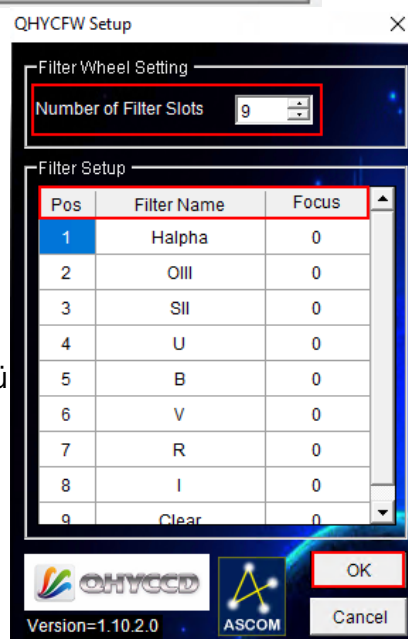 QHYCFW Setup
Filter Wheel Setting
Number of Filter Slots 9
Filter Setup
Pos Filter Name Focus
1 Halpha 0
2 OIII 0
3 SII 0
4 U 0
5 B 0
ü
6 V 0
7 R 0
8 I 0
9 Clear 0
QHYCCD
ASCOM
OK
Version=1.10.2.0
Cancel